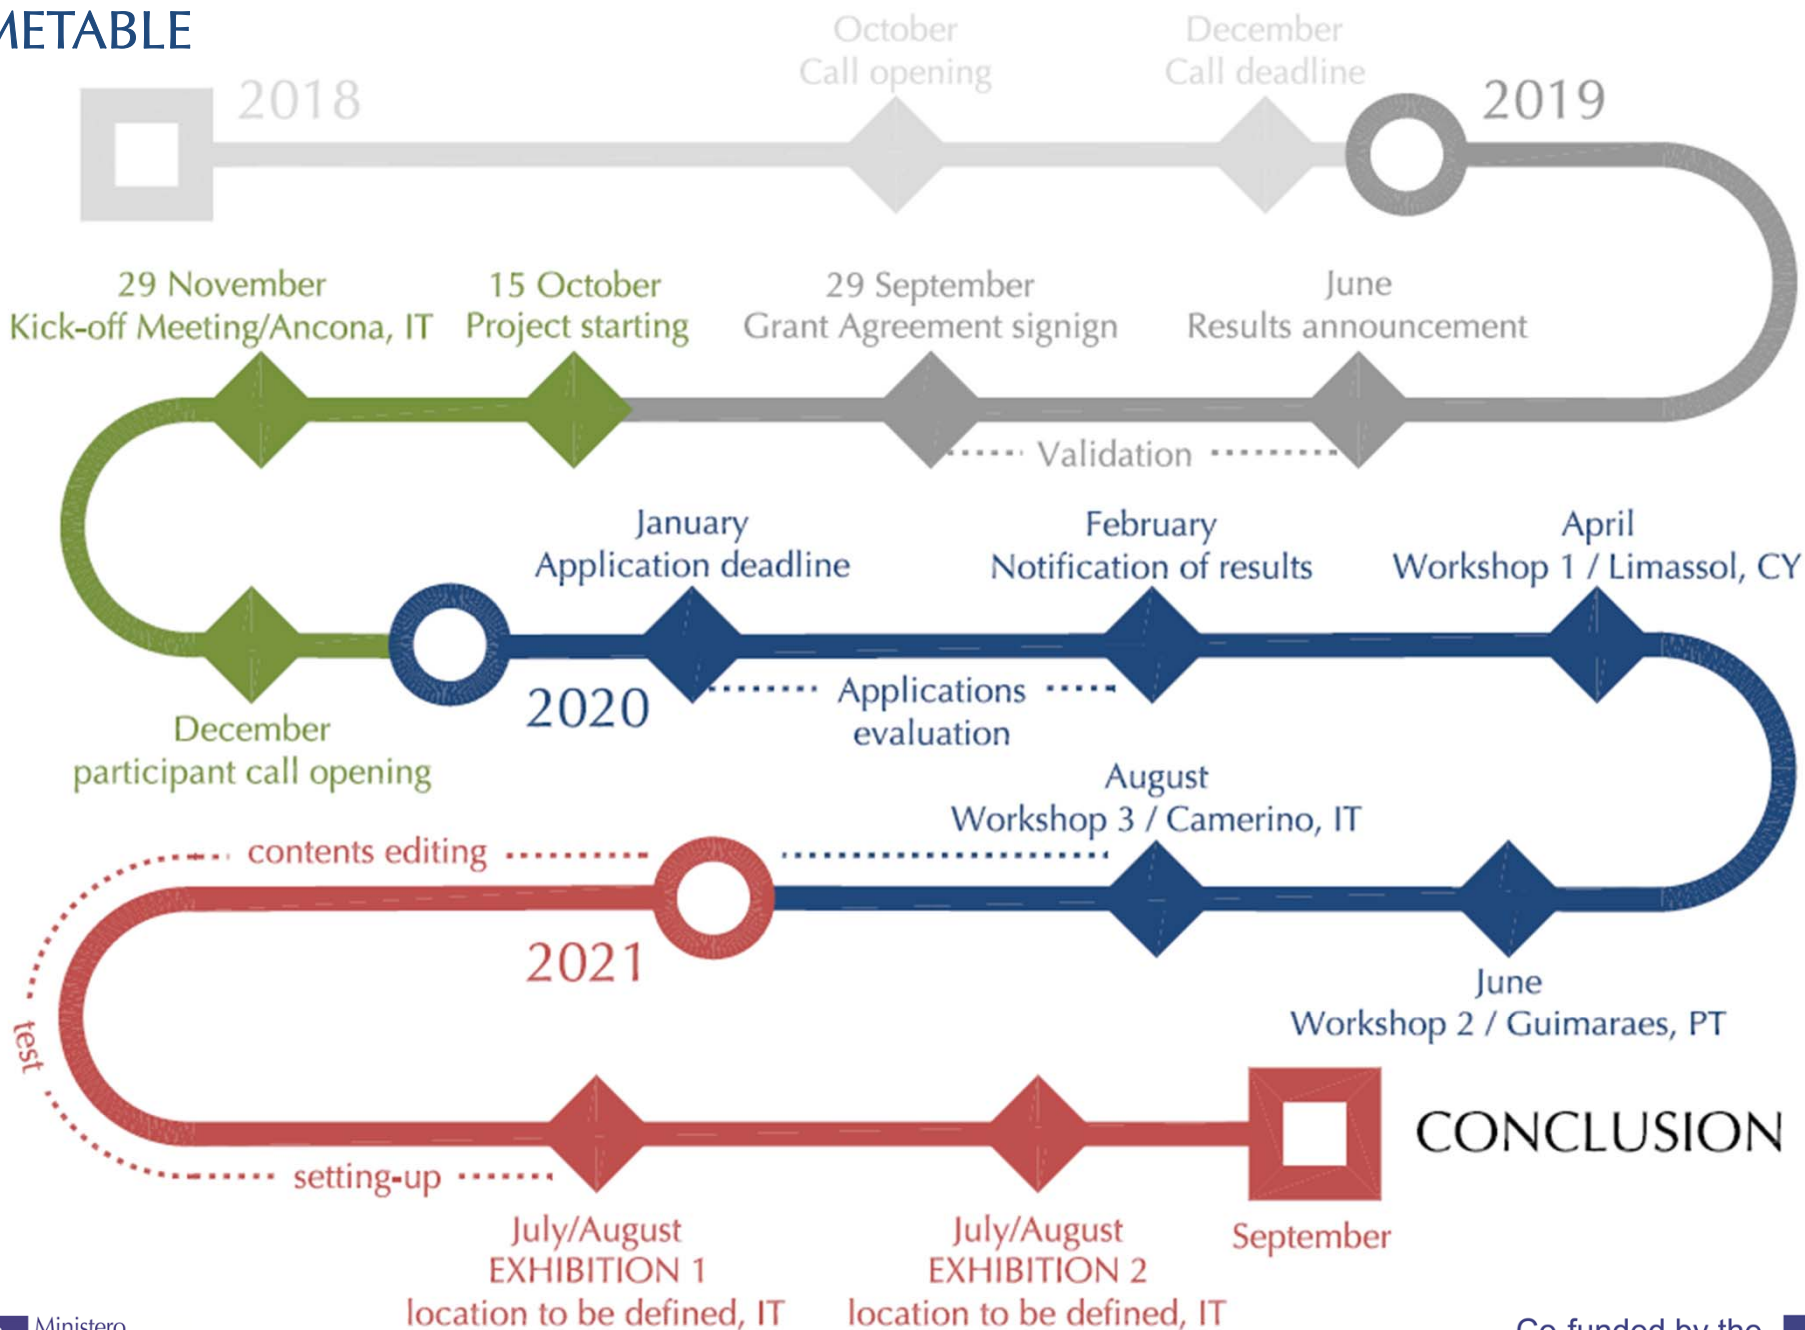 METABLE
2018
October
Call opening
December
Call deadline
2019
29 November
Kick-off Meeting/Ancona, IT
15 October
Project starting
29 September
Grant Agreement signign
June
Results announcement
Validation
January
Application deadline
February
Notification of results
April
Workshop 1 / Limassol, CY
2020
Applications
evaluation
December
participant call opening
August
Workshop 3 / Camerino, IT
contents editing
2021
June
Workshop 2 / Guimaraes, PT
test
CONCLUSION
setting-up
July/August
EXHIBITION 1
location to be defined, IT
July/August
EXHIBITION 2
location to be defined, IT
September
Ministero
Co-funded by the